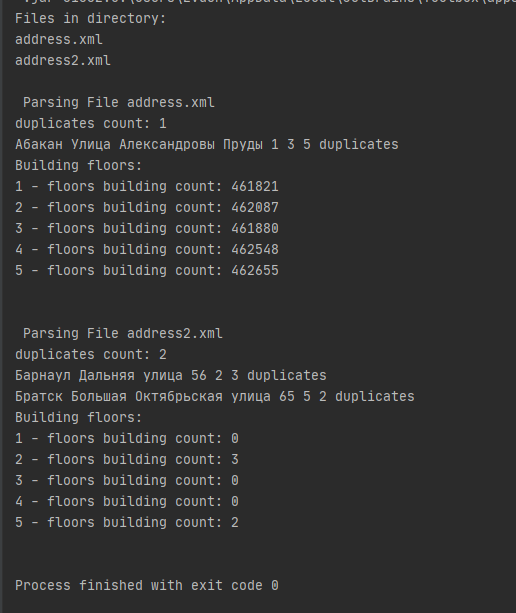 Files in directory:
address.xml
address2.xml
Parsing File address.xml
duplicates count: 1
Абакан Улица Александровы Пруды 1 3 5 duplicates
Building floors:
1 - floors building count: 461821
2 - floors building count: 462087
3 - floors building count: 461880
4 - floors building count: 462548
5 - floors building count: 462655
Parsing File address2.xml
duplicates count: 2
Барнаул Дальняя улица 56 2 3 duplicates
Братск Большая Октябрьская улица 65 5 2 duplicates
Building floors:
1 - floors building count: 0
2 - floors building count: 3
3 - floors building count: 0
4 - floors building count: 0
5 - floors building count: 2
Process finished with exit code 0